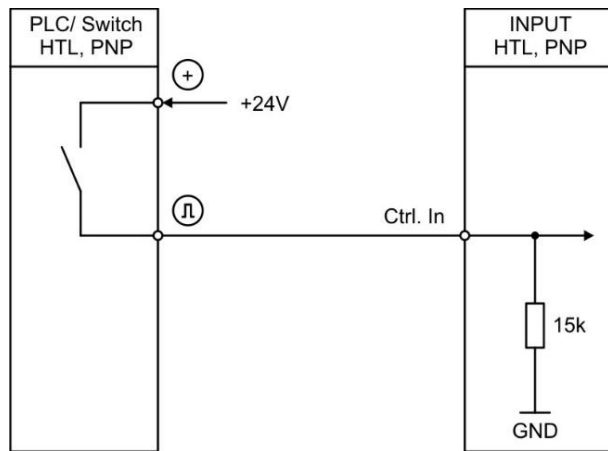 PLC/ Switch
HTL, PNP
INPUT
HTL, PNP
+
+24V
Ctrl. In
15k
GND